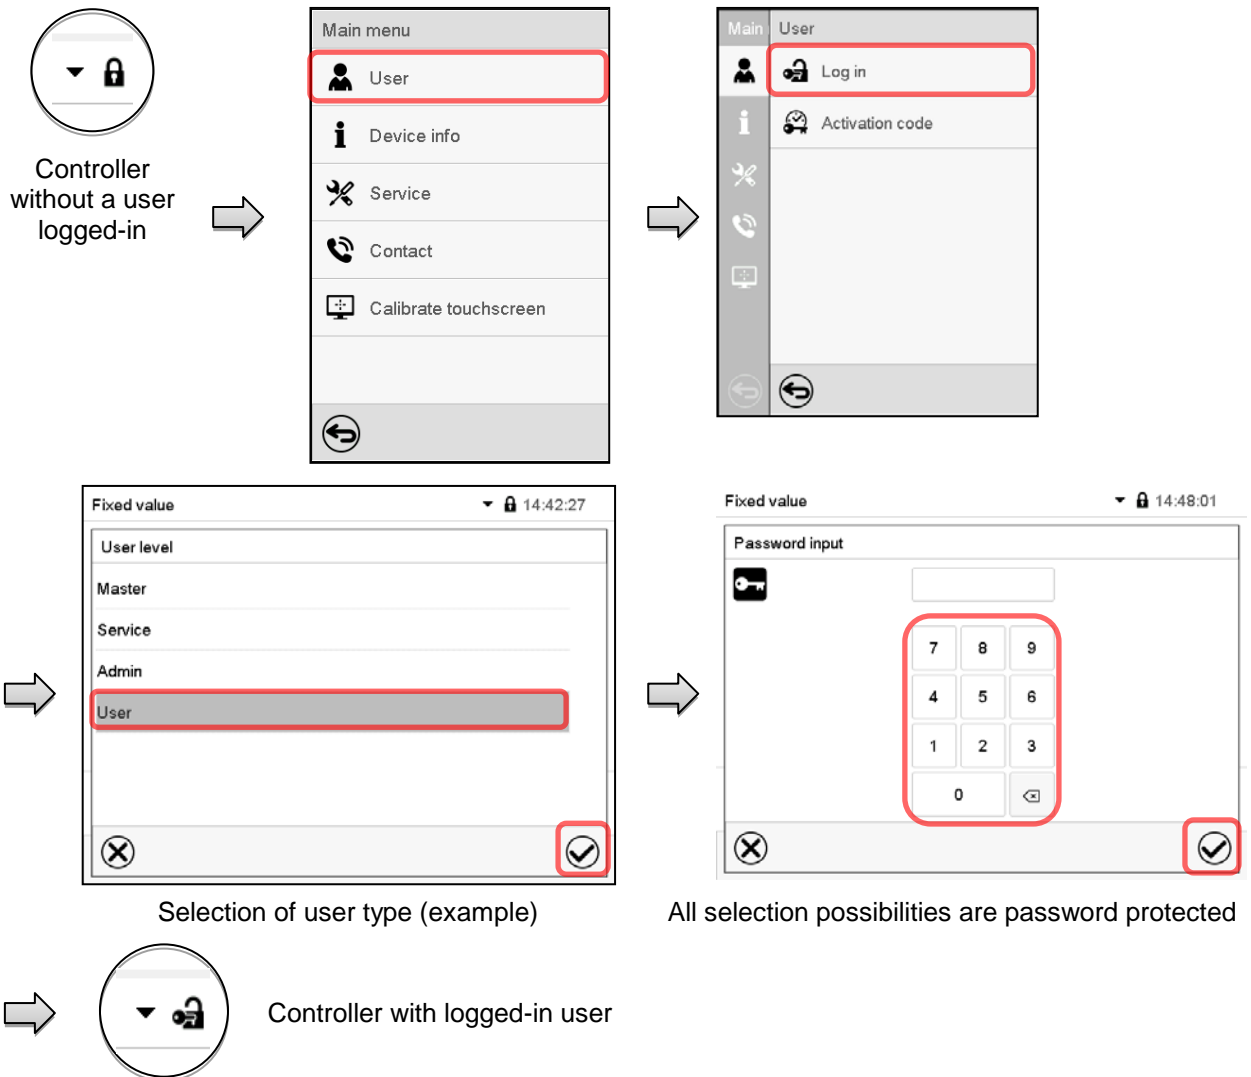 Controller
without a user
logged-in
Main menu
User
Device info
Service
Contact
Calibrate touchscreen
Main
User
Log in
Activation code
Fixed value
14:42:27
User level
Master
Service
Admin
User
Selection of user type (example)
Fixed value
14:48:01
Password input
7 8 9
4 5 6
1 2 3
0
All selection possibilities are password protected
Controller with logged-in user